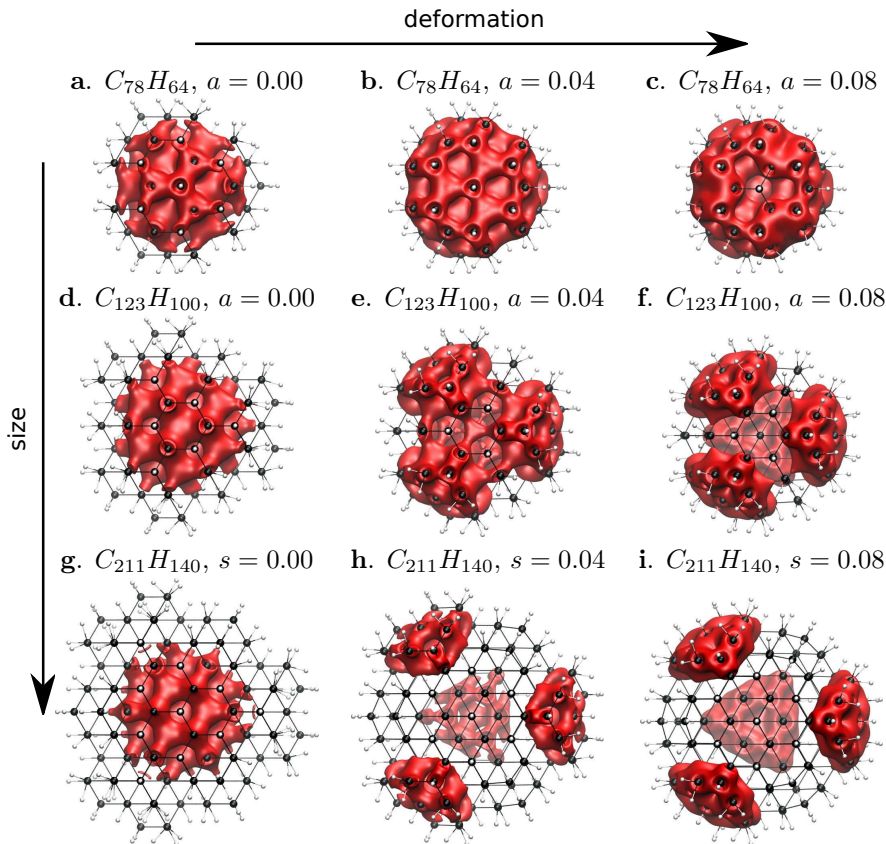 deformation
a. C₇₈H₆₄, a = 0.00
b. C₇₈H₆₄, a = 0.04
c. C₇₈H₆₄, a = 0.08
size
d. C₁₂₃H₁₀₀, a = 0.00
e. C₁₂₃H₁₀₀, a = 0.04
f. C₁₂₃H₁₀₀, a = 0.08
g. C₂₁₁H₁₄₀, s = 0.00
h. C₂₁₁H₁₄₀, s = 0.04
i. C₂₁₁H₁₄₀, s = 0.08